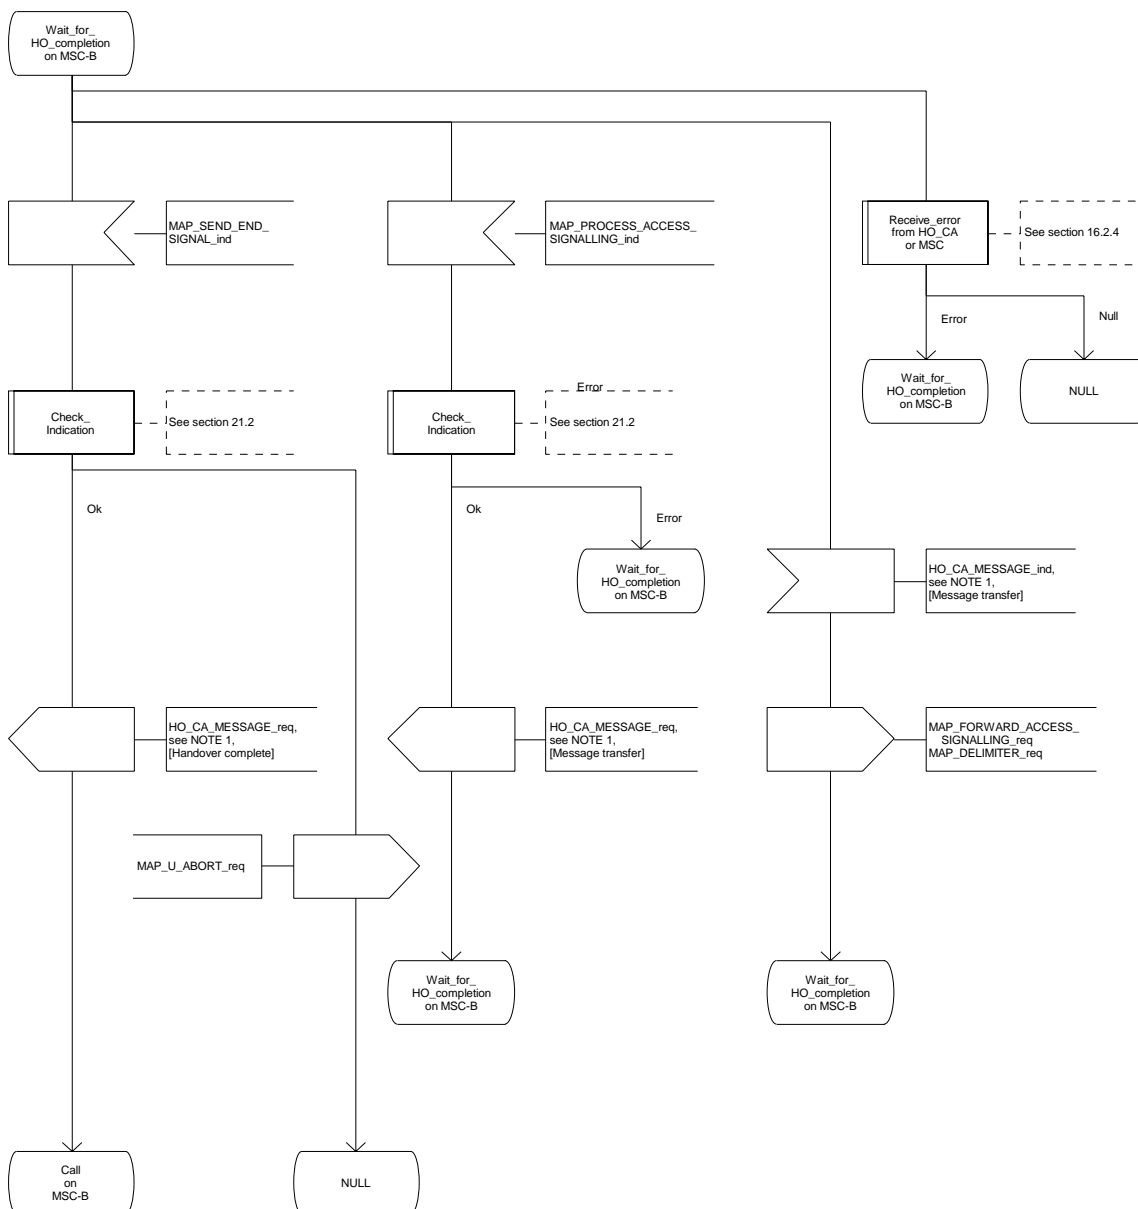 Wait_for_
HO_completion
on MSC-B
MAP_SEND_END_
SIGNAL_ind
MAP_PROCESS_ACCESS_
SIGNALLING_ind
Receive_error
from HO_CA
or MSC
See section 16.2.4
Error
Null
Wait_for_
HO_completion
on MSC-B
NULL
Check_
Indication
See section 21.2
Error
Check_
Indication
See section 21.2
Ok
Ok
Error
Wait_for_
HO_completion
on MSC-B
HO_CA_MESSAGE_ind,
see NOTE 1,
[Message transfer]
HO_CA_MESSAGE_req,
see NOTE 1,
[Handover complete]
HO_CA_MESSAGE_req,
see NOTE 1,
[Message transfer]
MAP_FORWARD_ACCESS_
SIGNALLING_req
MAP_DELIMITER_req
MAP_U_ABORT_req
Wait_for_
HO_completion
on MSC-B
Wait_for_
HO_completion
on MSC-B
Call
on
MSC-B
NULL